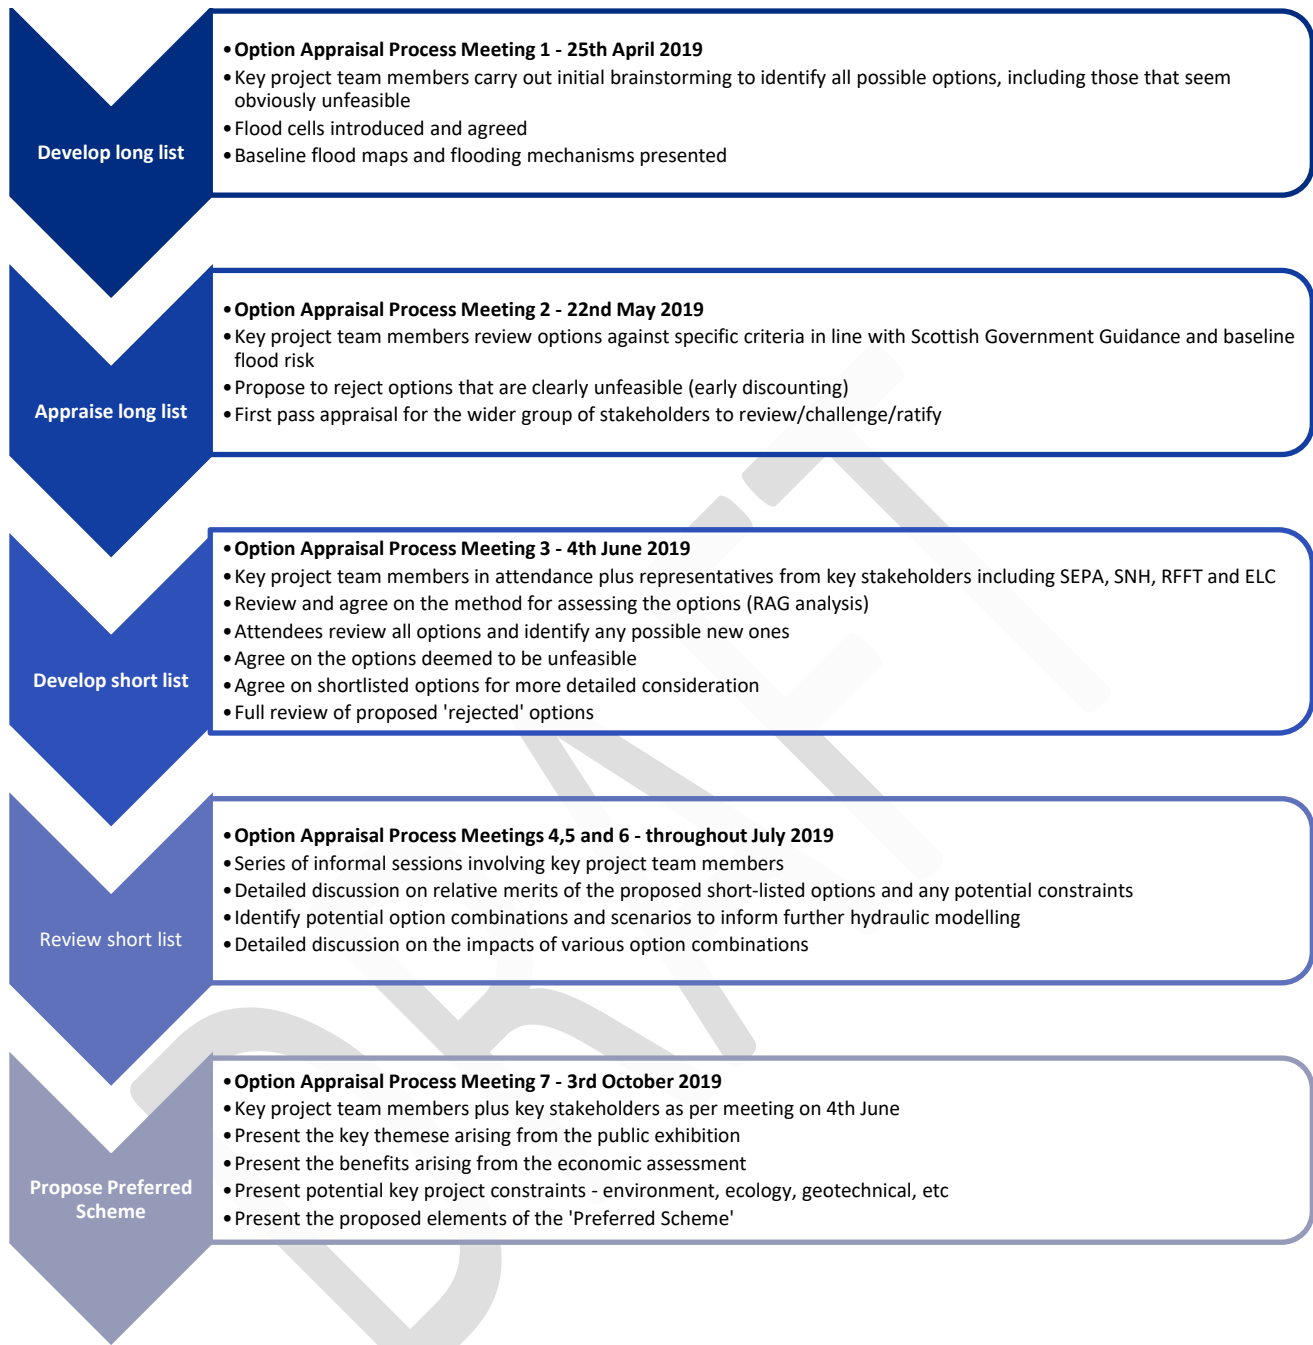 Develop long list
•Option Appraisal Process Meeting 1 - 25th April 2019
•Key project team members carry out initial brainstorming to identify all possible options, including those that seem
obviously unfeasible
•Flood cells introduced and agreed
•Baseline flood maps and flooding mechanisms presented
Appraise long list
•Option Appraisal Process Meeting 2 - 22nd May 2019
•Key project team members review options against specific criteria in line with Scottish Government Guidance and baseline
flood risk
•Propose to reject options that are clearly unfeasible (early discounting)
•First pass appraisal for the wider group of stakeholders to review/challenge/ratify
Develop short list
•Option Appraisal Process Meeting 3 - 4th June 2019
•Key project team members in attendance plus representatives from key stakeholders including SEPA, SNH, RFFT and ELC
•Review and agree on the method for assessing the options (RAG analysis)
•Attendees review all options and identify any possible new ones
•Agree on the options deemed to be unfeasible
•Agree on shortlisted options for more detailed consideration
•Full review of proposed 'rejected' options
Review short list
•Option Appraisal Process Meetings 4,5 and 6 - throughout July 2019
•Series of informal sessions involving key project team members
•Detailed discussion on relative merits of the proposed short-listed options and any potential constraints
•Identify potential option combinations and scenarios to inform further hydraulic modelling
•Detailed discussion on the impacts of various option combinations
Propose Preferred
Scheme
•Option Appraisal Process Meeting 7 - 3rd October 2019
•Key project team members plus key stakeholders as per meeting on 4th June
•Present the key themese arising from the public exhibition
•Present the benefits arising from the economic assessment
•Present potential key project constraints - environment, ecology, geotechnical, etc
•Present the proposed elements of the 'Preferred Scheme'
DRAFT